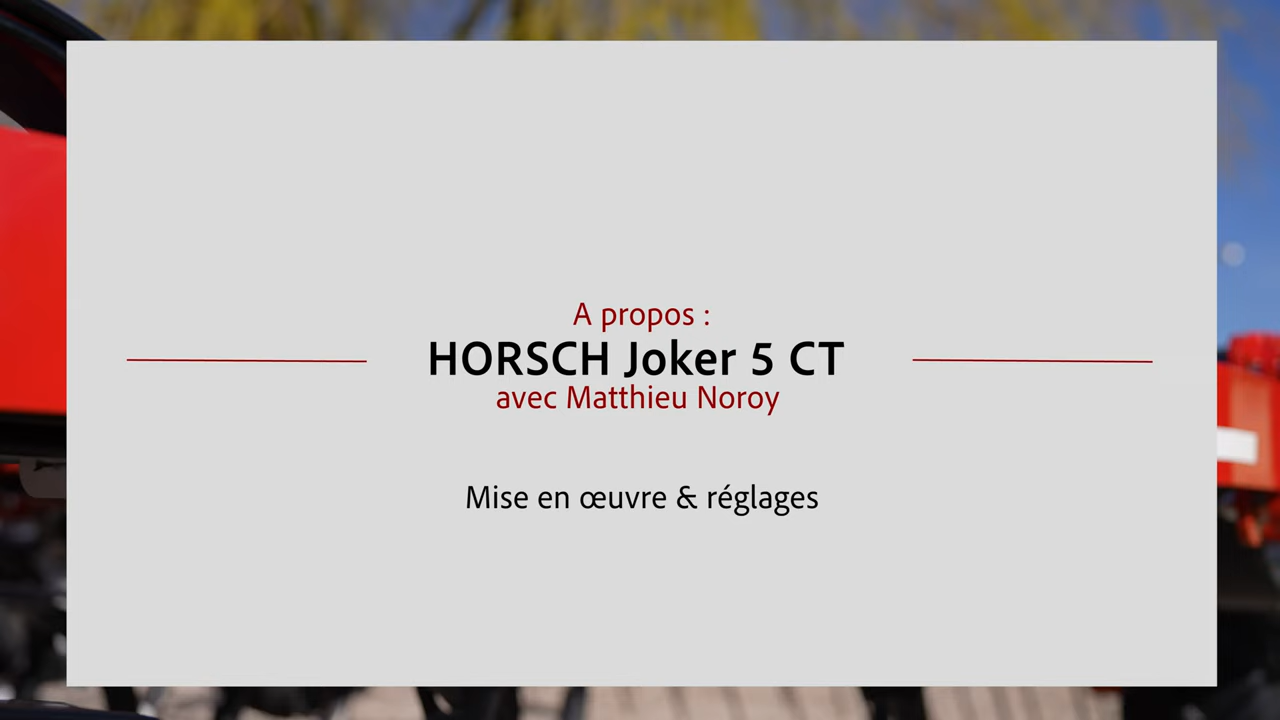 A propos :
HORSCH Joker 5 CT
avec Matthieu Noroy
Mise en œuvre & réglages